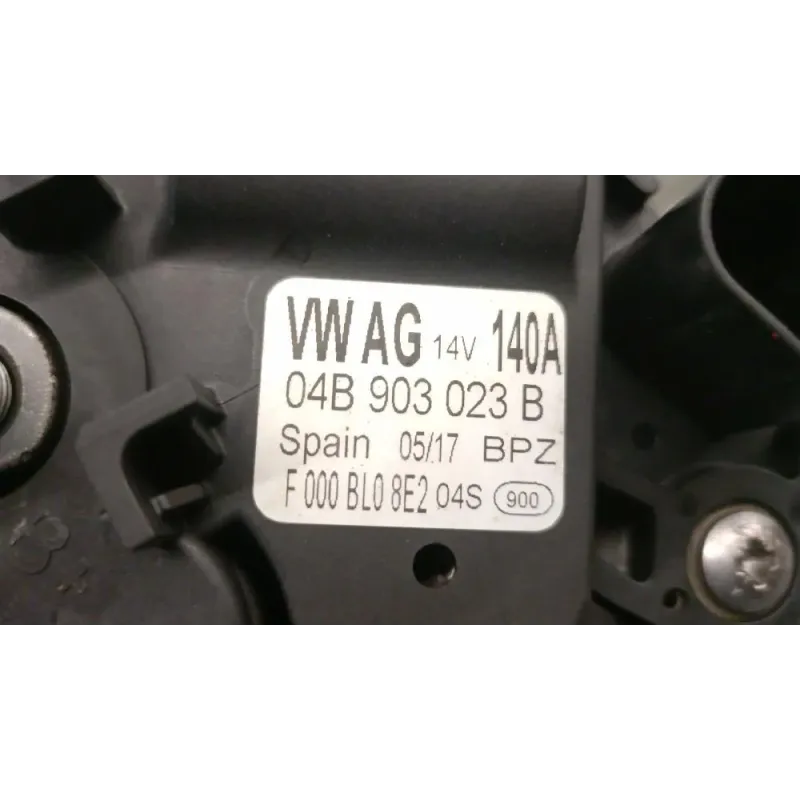 VW AG 14V 140A
04B 903 023 B
Spain 05/17 BPZ
F 000 BL0 8E2 04S 900